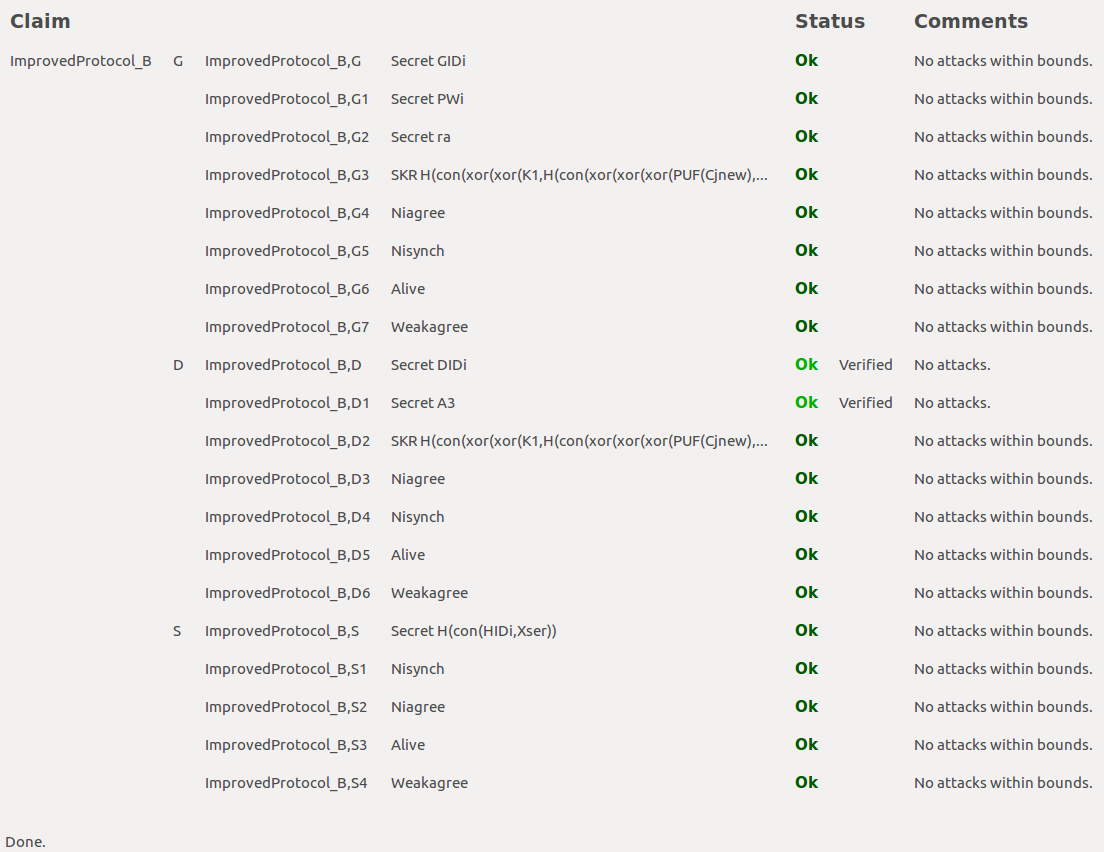 Claim Status Comments
ImprovedProtocol_B G ImprovedProtocol_B,G Secret GIDi Ok No attacks within bounds.
ImprovedProtocol_B,G1 Secret PWi Ok No attacks within bounds.
ImprovedProtocol_B,G2 Secret ra Ok No attacks within bounds.
ImprovedProtocol_B,G3 SKR H(con(xor(xor(K1,H(con(xor(xor(xor(PUF(Cjnew),... Ok No attacks within bounds.
ImprovedProtocol_B,G4 Niagree Ok No attacks within bounds.
ImprovedProtocol_B,G5 Nisynch Ok No attacks within bounds.
ImprovedProtocol_B,G6 Alive Ok No attacks within bounds.
ImprovedProtocol_B,G7 Weakagree Ok No attacks within bounds.
D ImprovedProtocol_B,D Secret DIDi Ok Verified No attacks.
ImprovedProtocol_B,D1 Secret A3 Ok Verified No attacks.
ImprovedProtocol_B,D2 SKR H(con(xor(xor(K1,H(con(xor(xor(xor(PUF(Cjnew),... Ok No attacks within bounds.
ImprovedProtocol_B,D3 Niagree Ok No attacks within bounds.
ImprovedProtocol_B,D4 Nisynch Ok No attacks within bounds.
ImprovedProtocol_B,D5 Alive Ok No attacks within bounds.
ImprovedProtocol_B,D6 Weakagree Ok No attacks within bounds.
S ImprovedProtocol_B,S Secret H(con(HIDi,Xser)) Ok No attacks within bounds.
ImprovedProtocol_B,S1 Nisynch Ok No attacks within bounds.
ImprovedProtocol_B,S2 Niagree Ok No attacks within bounds.
ImprovedProtocol_B,S3 Alive Ok No attacks within bounds.
ImprovedProtocol_B,S4 Weakagree Ok No attacks within bounds.
Done.